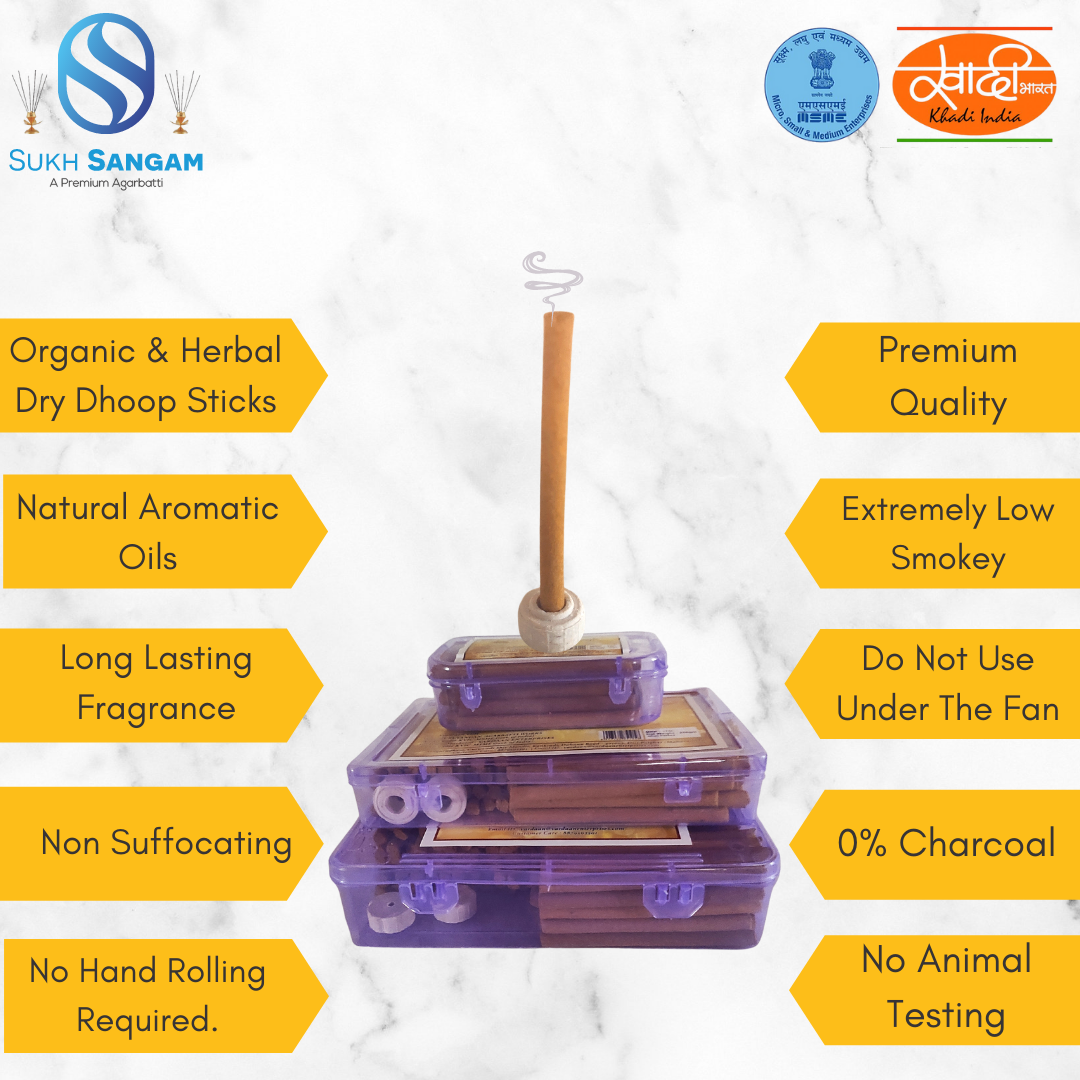 SUKH SANGAM
A Premium Agarbatti
सूक्ष्म, लघु एवं मध्यम उद्यम
एमएसएमई
MSME
Micro, Small & Medium Enterprises
खादी भारत
Khadi India
Organic & Herbal
Dry Dhoop Sticks
Natural Aromatic
Oils
Long Lasting
Fragrance
Non Suffocating
No Hand Rolling
Required.
Premium
Quality
Extremely Low
Smokey
Do Not Use
Under The Fan
0% Charcoal
No Animal
Testing